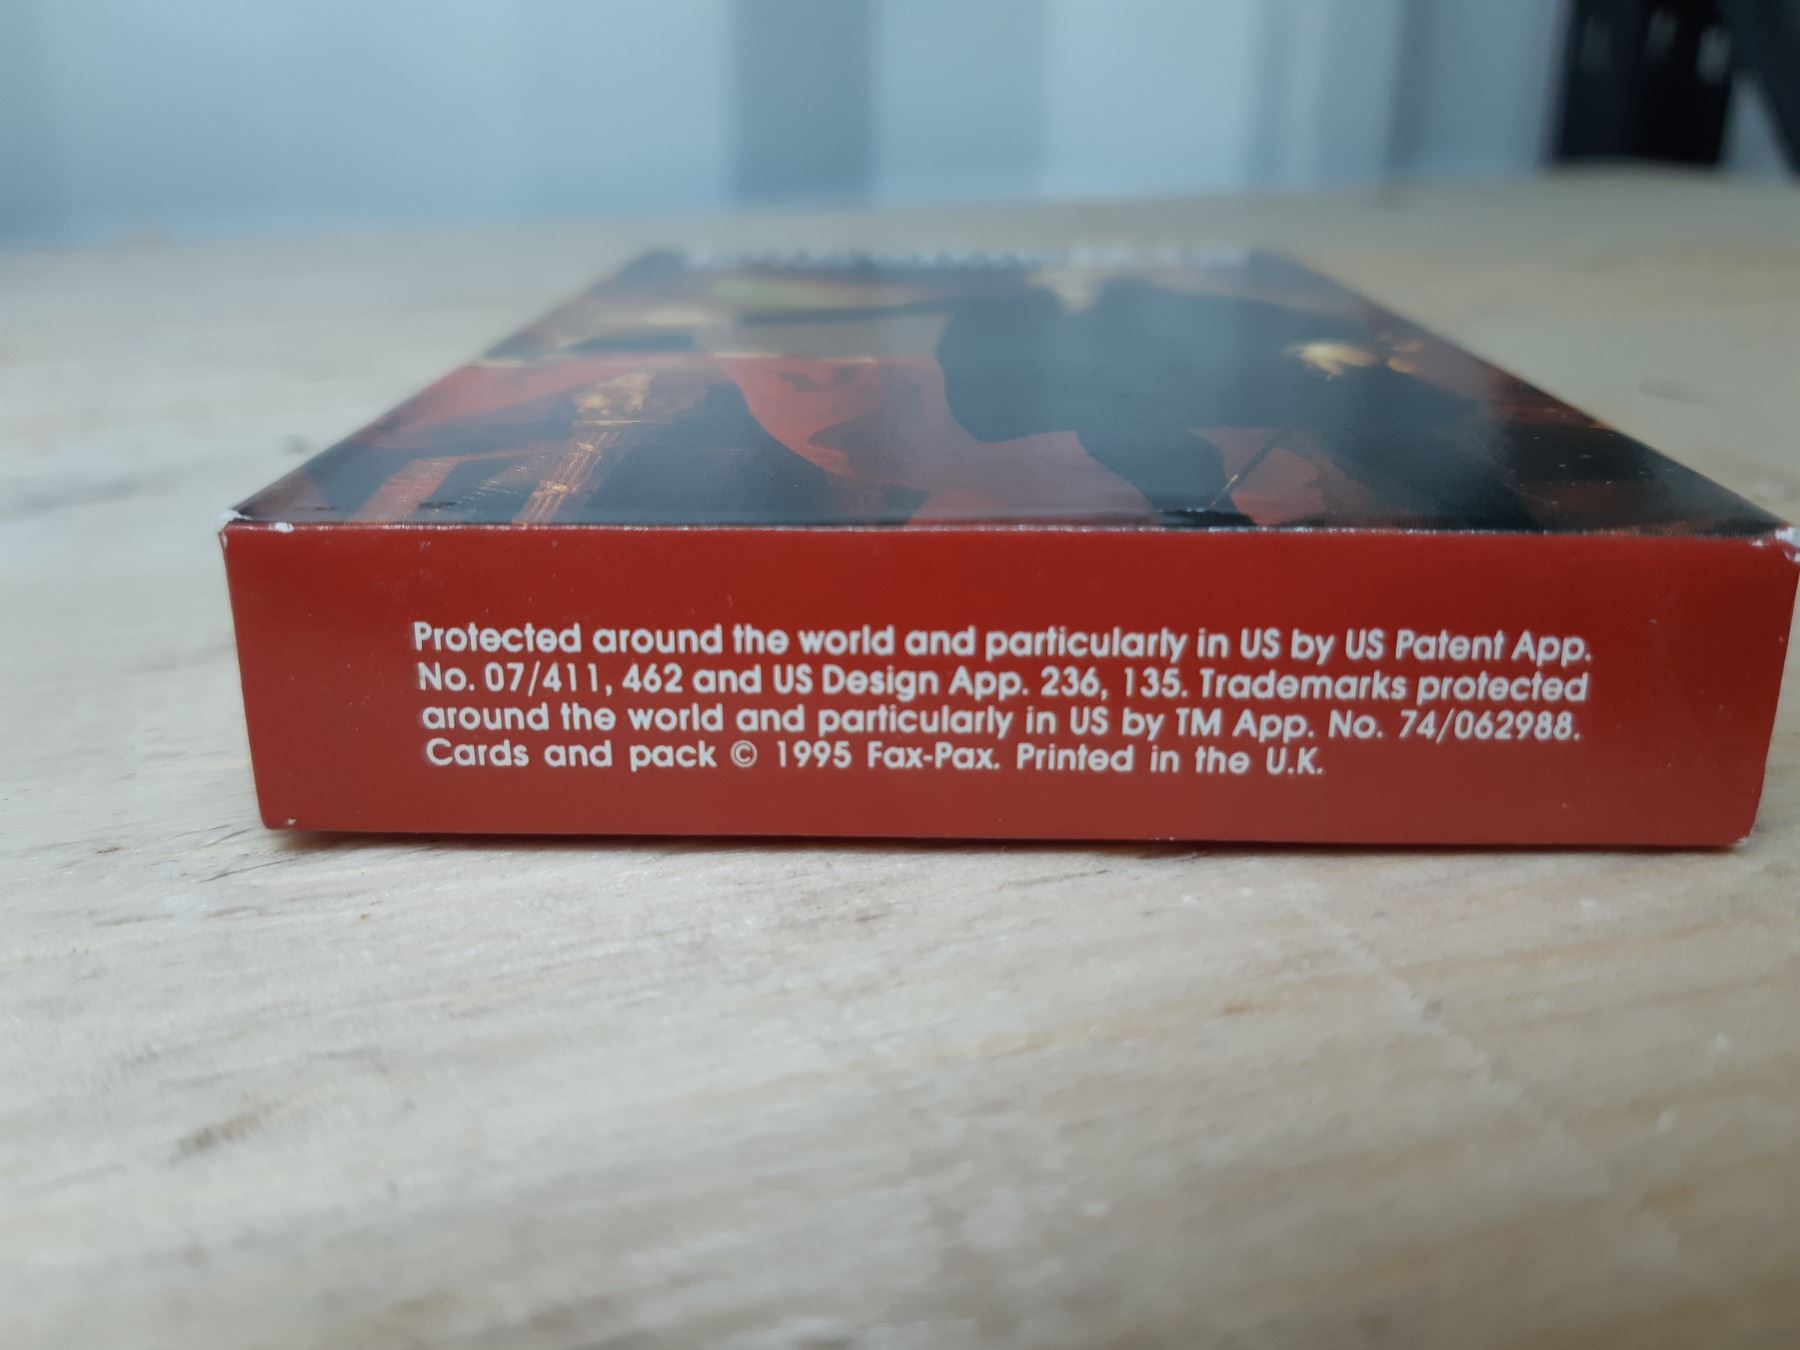 Protected around the world and particularly in US by US Patent App.
No. 07/411, 462 and US Design App. 236, 135. Trademarks protected
around the world and particularly in US by TM App. No. 74/062988.
Cards and pack © 1995 Fax-Pax. Printed in the U.K.